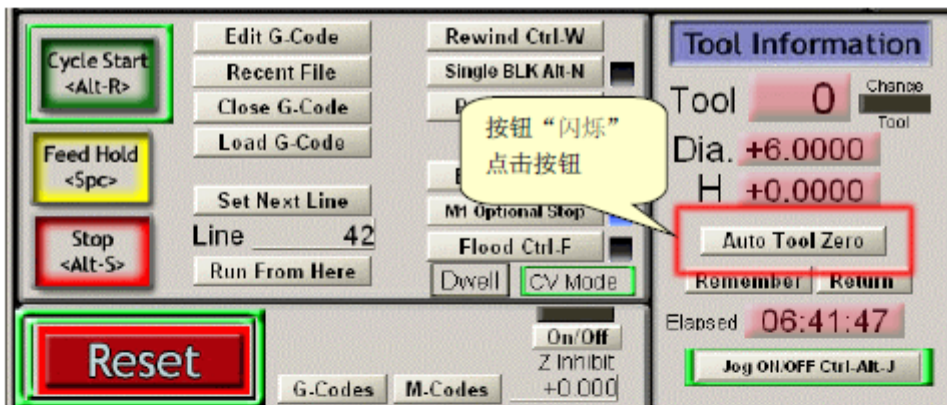 Cycle Start
<Alt-R>
Feed Hold
<Spc>
Stop
<Alt-S>
Edit G-Code
Recent File
Close G-Code
Load G-Code
Set Next Line
Line 42
Run From Here
Rewind Ctrl-W
Single BLK Alt-N
M1 Optional Stop
Flood Ctrl-F
Dwell CV Mode
按钮“闪烁”
点击按钮
Tool Information
Tool 0 Change
Tool
Dia. +6.0000
H +0.0000
Auto Tool Zero
Remember Return
Elapsed 06:41:47
Jog ON/OFF Ctrl-Alt-J
Reset
G-Codes M-Codes
On/Off
Z Inhibit
+0.000